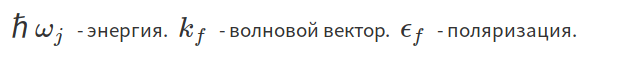 ℏ ω_j - энергия. k_f - волновой вектор. ϵ_f - поляризация.